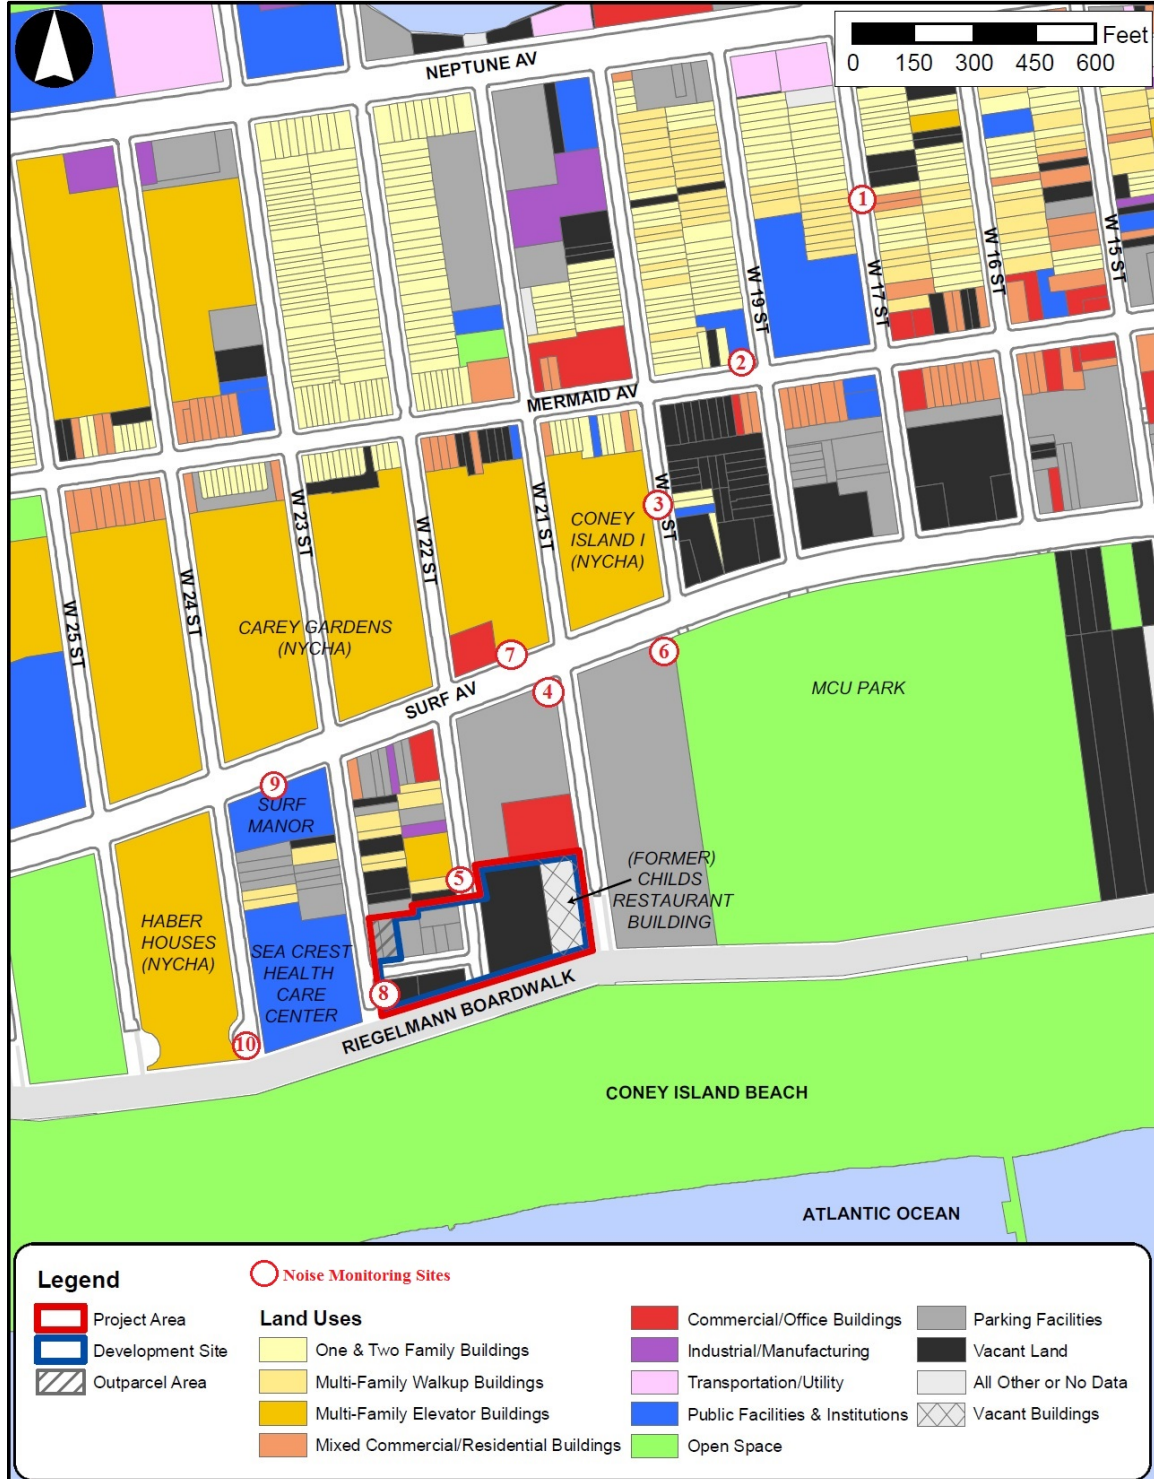 Feet
0 150 300 450 600
NEPTUNE AV
1
W 19 ST
W 17 ST
W 16 ST
W 15 ST
2
MERMAID AV
3
W
ST
W 21 ST
W 22 ST
W 23 ST
W 24 ST
W 25 ST
CONEY
ISLAND I
(NYCHA)
CAREY GARDENS
(NYCHA)
7
6
4
MCU PARK
SURF AV
9
SURF
MANOR
5
(FORMER)
CHILDS
RESTAURANT
BUILDING
HABER
HOUSES
(NYCHA)
SEA CREST
HEALTH
CARE
CENTER
8
10
RIEGELMANN BOARDWALK
CONEY ISLAND BEACH
ATLANTIC OCEAN
Legend
Noise Monitoring Sites
Project Area
Development Site
Outparcel Area
Land Uses
One & Two Family Buildings
Multi-Family Walkup Buildings
Multi-Family Elevator Buildings
Mixed Commercial/Residential Buildings
Commercial/Office Buildings
Industrial/Manufacturing
Transportation/Utility
Public Facilities & Institutions
Open Space
Parking Facilities
Vacant Land
All Other or No Data
Vacant Buildings